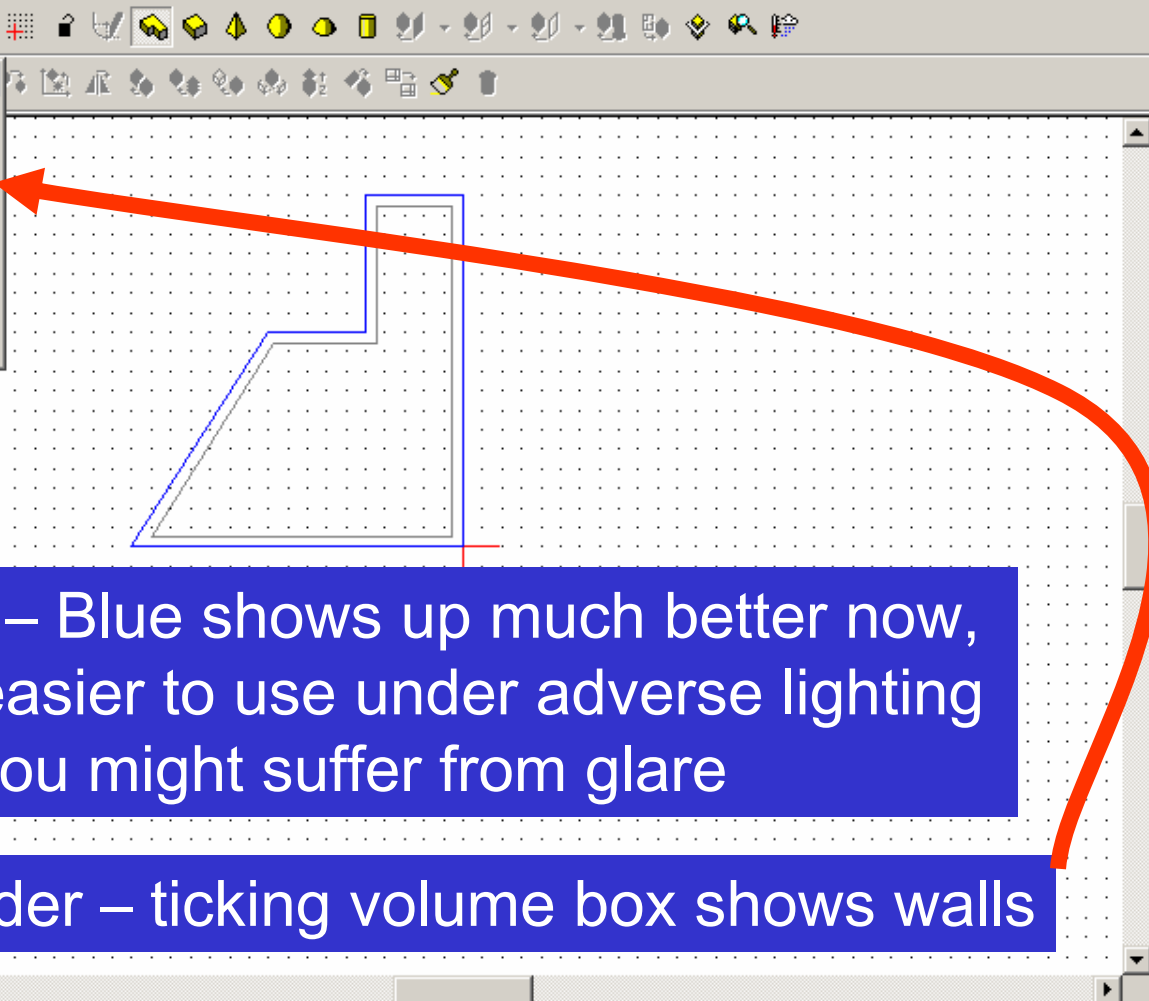 – Blue shows up much better now,
easier to use under adverse lighting
ou might suffer from glare
der – ticking volume box shows walls